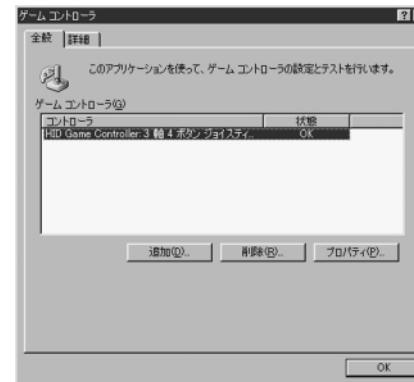 ゲーム コントローラ
全般 詳細
このアプリケーションを使って、ゲーム コントローラの設定とテストを行います。
ゲーム コントローラ(G)
コントローラ 状態
HID Game Controller: 3 軸 4 ボタン ジョイスティ... OK
追加(D)... 削除(R)... プロパティ(P)...
OK